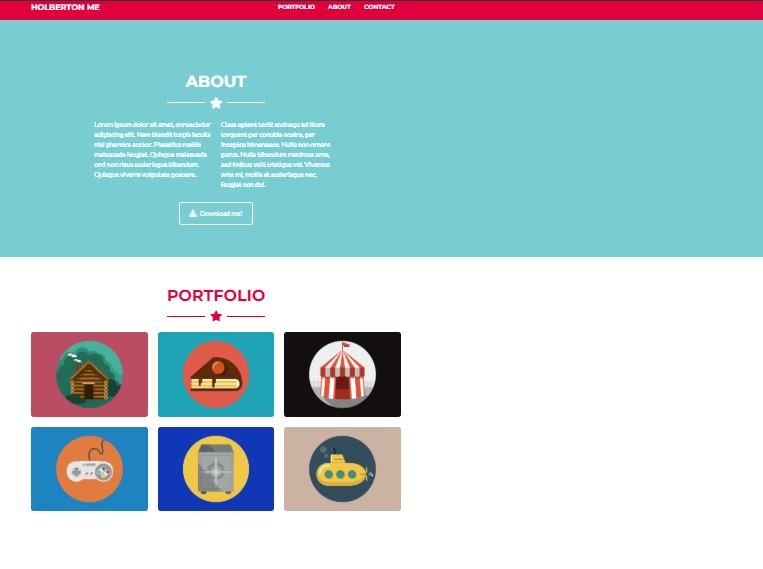 HOLBERTON ME
PORTFOLIO ABOUT CONTACT
ABOUT
Lorem ipsum dolor sit amet, consectetur
adipiscing elit. Nam blandit turpis iaculis
nisl pharetra auctor. Phasellus mattis
malesuada feugiat. Quisque malesuada
orci non risus scelerisque bibendum.
Quisque viverra vulputate posuere.
Class aptent taciti sociosqu ad litora
torquent per conubia nostra, per
inceptos himenaeos. Nulla non ornare
purus. Nulla bibendum maximus urna,
sed finibus velit tristique vel. Vivamus
ante mi, mollis at scelerisque nec,
feugiat non dui.
Download me!
PORTFOLIO